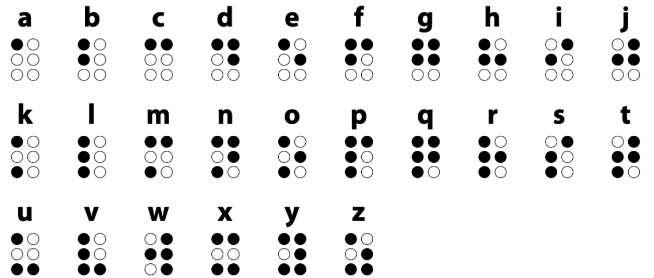 a b c d e f g h i j
k l m n o p q r s t
u v w x y z